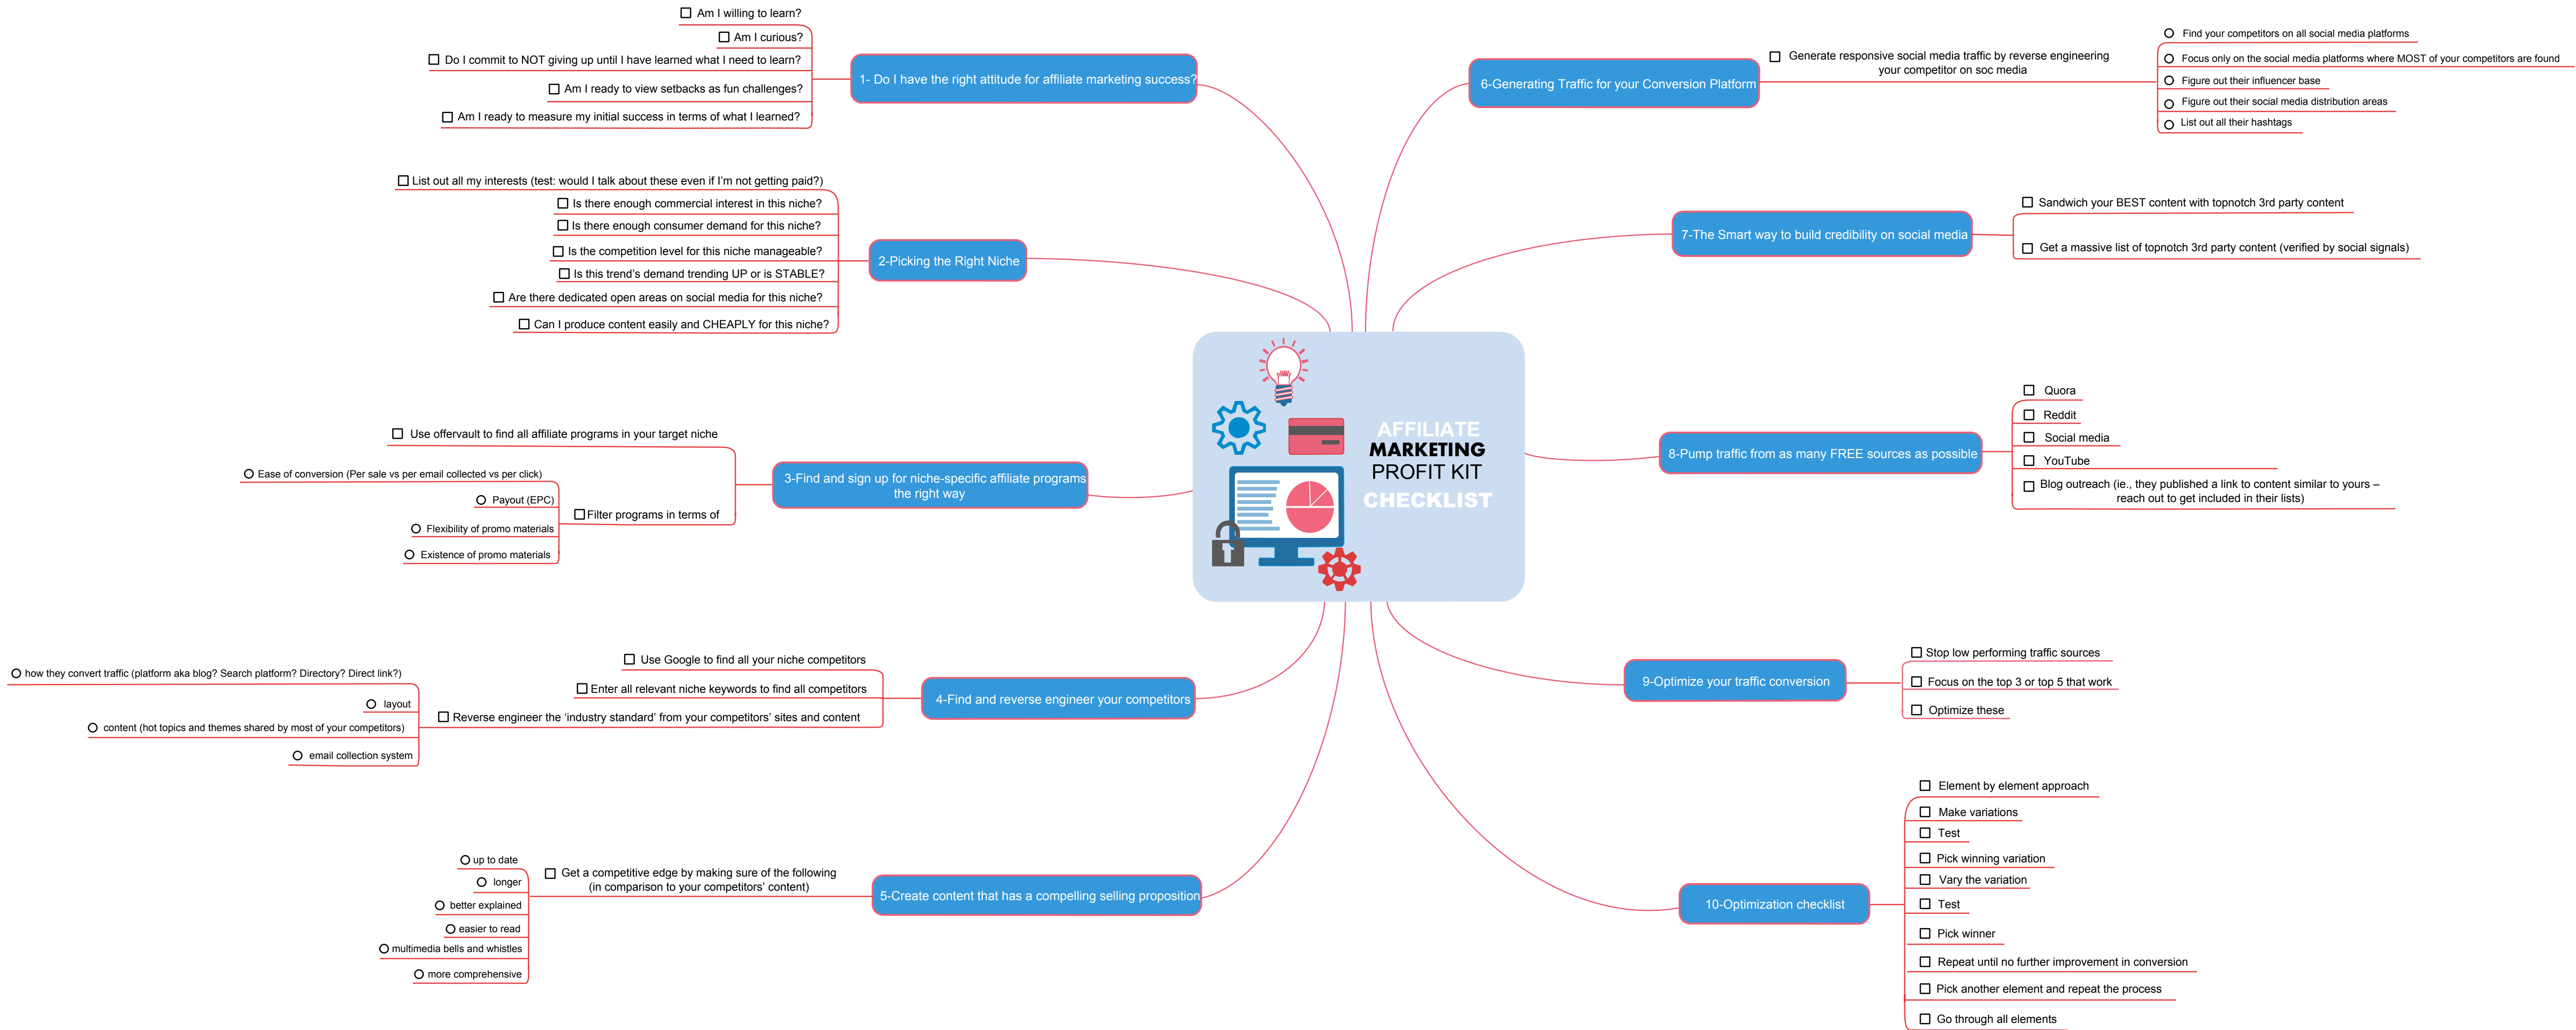 AFFILIATE
MARKETING
PROFIT KIT
CHECKLIST
1- Do I have the right attitude for affiliate marketing success?
Am I willing to learn?
Am I curious?
Do I commit to NOT giving up until I have learned what I need to learn?
Am I ready to view setbacks as fun challenges?
Am I ready to measure my initial success in terms of what I learned?
2-Picking the Right Niche
List out all my interests (test: would I talk about these even if I'm not getting paid?)
Is there enough commercial interest in this niche?
Is there enough consumer demand for this niche?
Is the competition level for this niche manageable?
Is this trend's demand trending UP or is STABLE?
Are there dedicated open areas on social media for this niche?
Can I produce content easily and CHEAPLY for this niche?
3-Find and sign up for niche-specific affiliate programs
the right way
Use offervault to find all affiliate programs in your target niche
Filter programs in terms of
Ease of conversion (Per sale vs per email collected vs per click)
Payout (EPC)
Flexibility of promo materials
Existence of promo materials
4-Find and reverse engineer your competitors
Use Google to find all your niche competitors
Enter all relevant niche keywords to find all competitors
Reverse engineer the ‘industry standard’ from your competitors’ sites and content
how they convert traffic (platform aka blog? Search platform? Directory? Direct link?)
layout
content (hot topics and themes shared by most of your competitors)
email collection system
5-Create content that has a compelling selling proposition
Get a competitive edge by making sure of the following
(in comparison to your competitors’ content)
up to date
longer
better explained
easier to read
multimedia bells and whistles
more comprehensive
6-Generating Traffic for your Conversion Platform
Generate responsive social media traffic by reverse engineering
your competitor on soc media
Find your competitors on all social media platforms
Focus only on the social media platforms where MOST of your competitors are found
Figure out their influencer base
Figure out their social media distribution areas
List out all their hashtags
7-The Smart way to build credibility on social media
Sandwich your BEST content with topnotch 3rd party content
Get a massive list of topnotch 3rd party content (verified by social signals)
8-Pump traffic from as many FREE sources as possible
Quora
Reddit
Social media
YouTube
Blog outreach (ie., they published a link to content similar to yours –
reach out to get included in their lists)
9-Optimize your traffic conversion
Stop low performing traffic sources
Focus on the top 3 or top 5 that work
Optimize these
10-Optimization checklist
Element by element approach
Make variations
Test
Pick winning variation
Vary the variation
Test
Pick winner
Repeat until no further improvement in conversion
Pick another element and repeat the process
Go through all elements